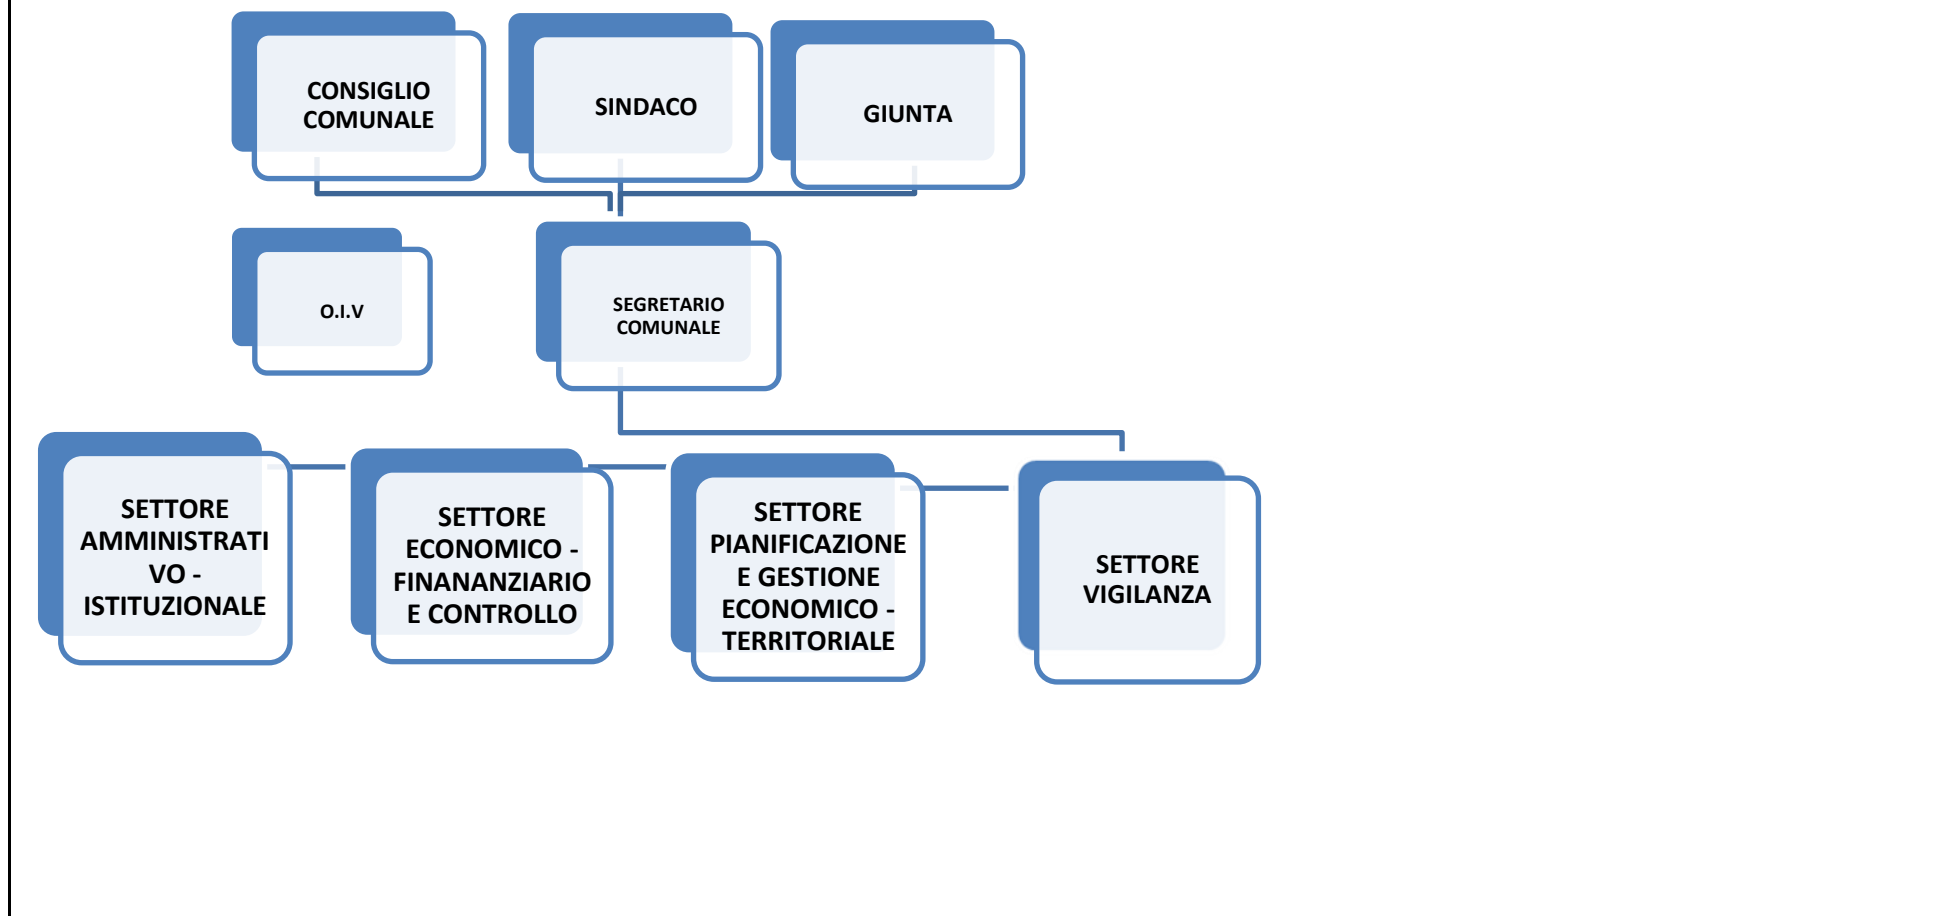 CONSIGLIO
COMUNALE
SINDACO
GIUNTA
O.I.V
SEGRETARIO
COMUNALE
SETTORE
AMMINISTRATI
VO -
ISTITUZIONALE
SETTORE
ECONOMICO -
FINANANZIARIO
E CONTROLLO
SETTORE
PIANIFICAZIONE
E GESTIONE
ECONOMICO -
TERRITORIALE
SETTORE
VIGILANZA